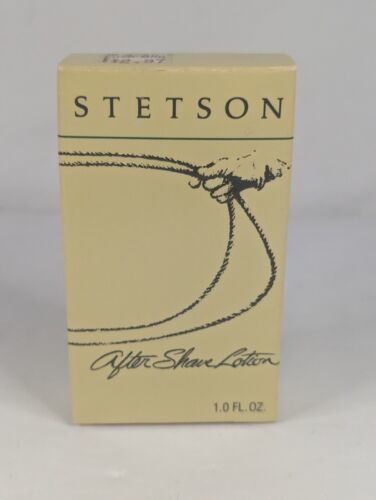 STETSON
After Shave Lotion
1.0 FL. OZ.